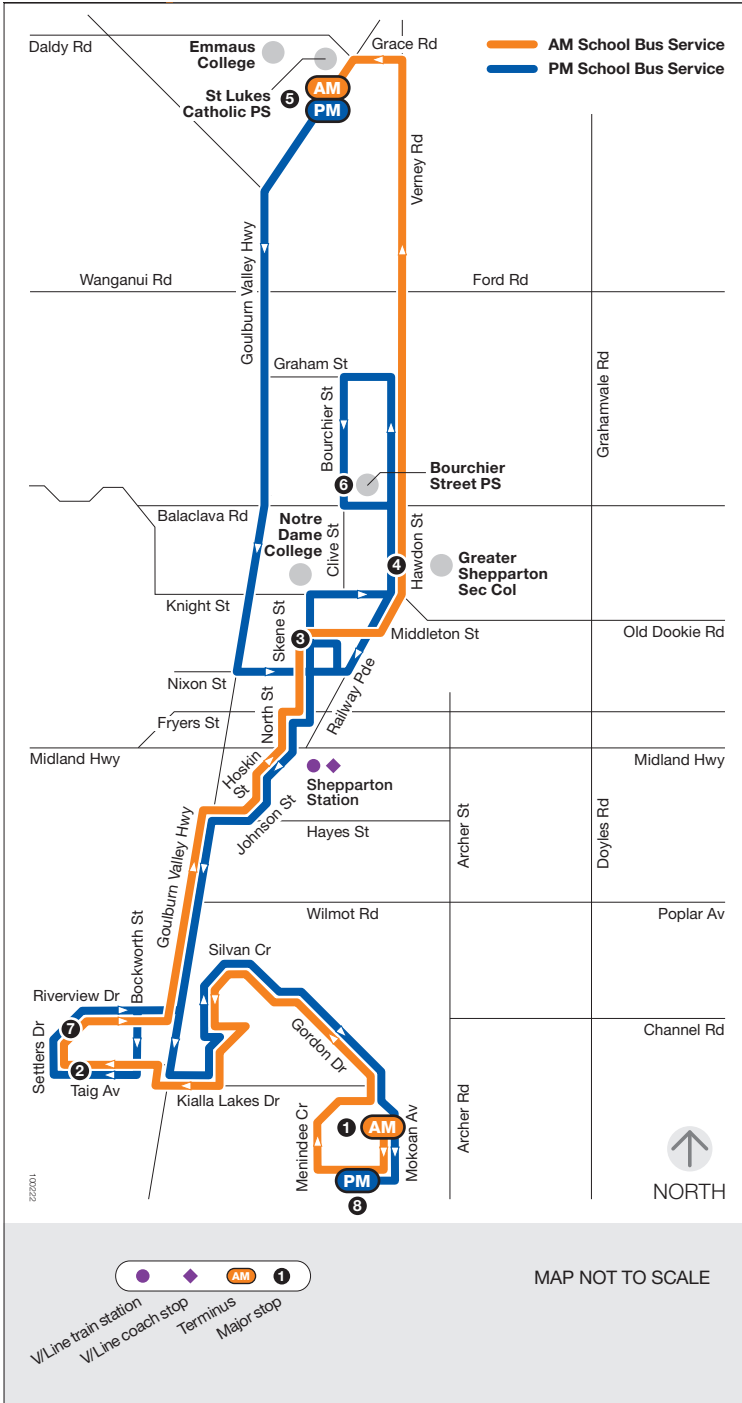 Daldy Rd
Emmaus
College
Grace Rd
AM School Bus Service
PM School Bus Service
St Lukes
Catholic PS
5
AM
PM
Verney Rd
Goulburn Valley Hwy
Wanganui Rd
Ford Rd
Graham St
Bourchier St
Grahamvale Rd
6
Bourchier
Street PS
Balaclava Rd
Notre
Dame
College
Clive St
Hawdon St
4
Greater
Shepparton
Sec Col
Knight St
Skene St
3
Middleton St
Old Dookie Rd
Nixon St
North St
Railway Pde
Fryers St
Midland Hwy
Midland Hwy
Hoskin
St
Shepparton
Station
Johnson St
Hayes St
Archer St
Doyles Rd
Goulburn Valley Hwy
Wilmot Rd
Poplar Av
Bockworth St
Silvan Cr
Riverview Dr
7
Settlers Dr
2
Taig Av
Gordon Dr
Channel Rd
Kialla Lakes Dr
Menindee Cr
1
AM
Mokoan Av
Archer Rd
PM
8
NORTH
100222
AM
1
V/Line train station
V/Line coach stop
Terminus
Major stop
MAP NOT TO SCALE